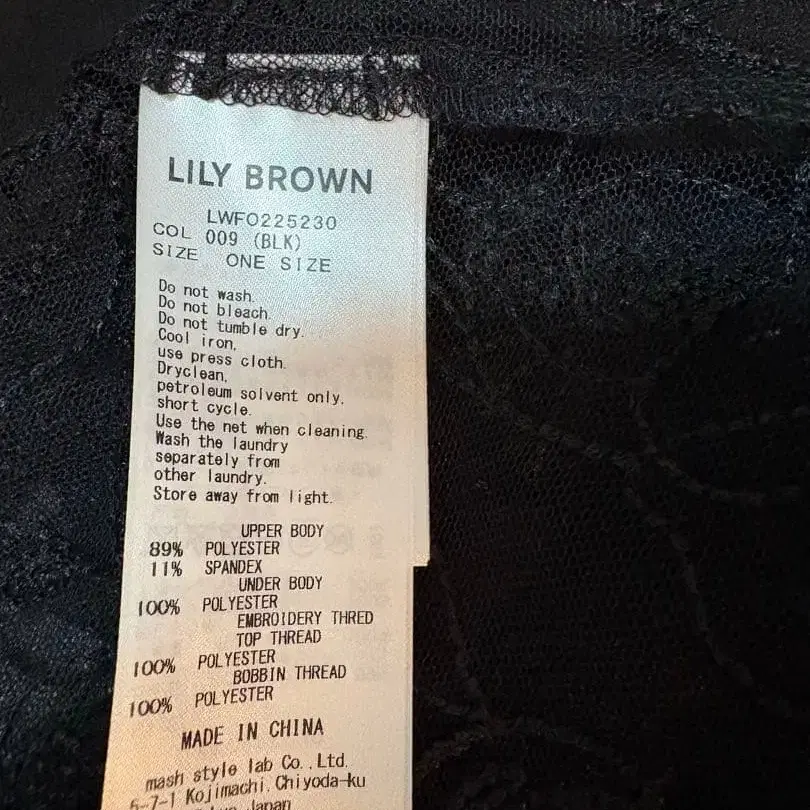 LILY BROWN
LWFO225230
COL 009 (BLK)
SIZE ONE SIZE
Do not wash.
Do not bleach.
Do not tumble dry.
Cool iron,
use press cloth.
Dryclean,
petroleum solvent only,
short cycle.
Use the net when cleaning.
Wash the laundry
separately from
other laundry.
Store away from light.
UPPER BODY
89% POLYESTER
11% SPANDEX
UNDER BODY
100% POLYESTER
EMBROIDERY THRED
TOP THREAD
100% POLYESTER
BOBBIN THREAD
100% POLYESTER
MADE IN CHINA
mash style lab Co.,Ltd.
5-7-1 Kojimachi,Chiyoda-ku
Japan